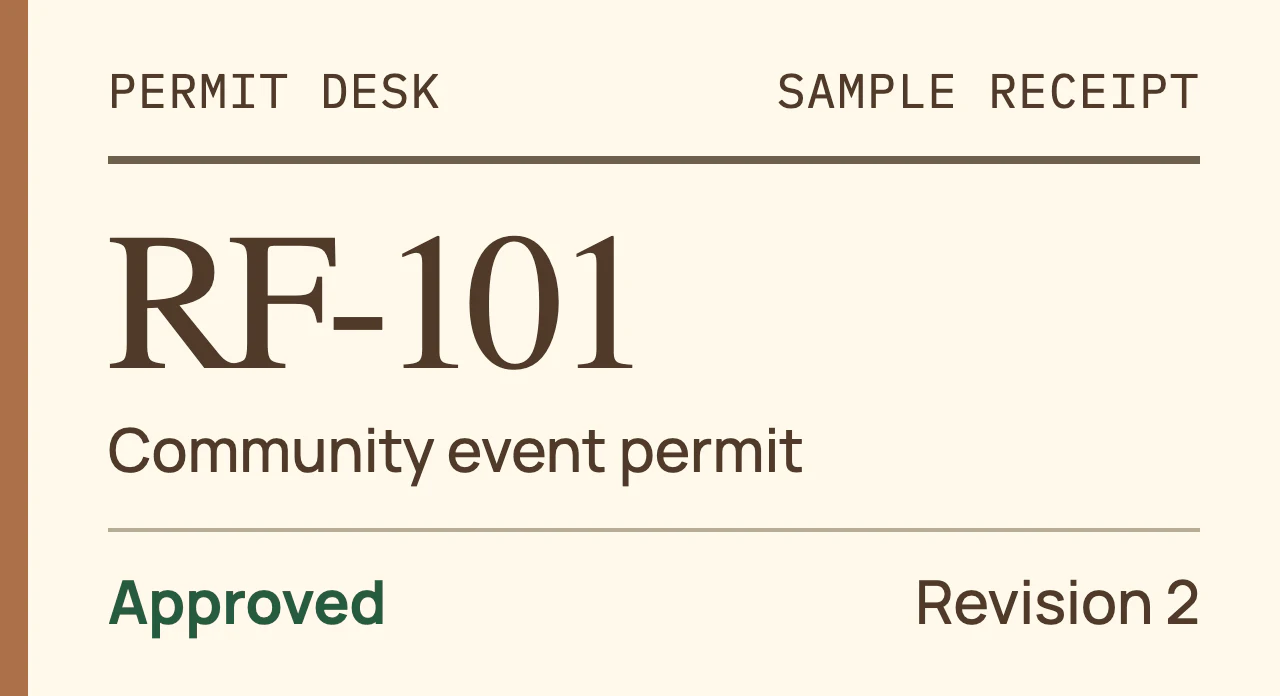 PERMIT DESK SAMPLE RECEIPT
RF-101
Community event permit
Approved Revision 2